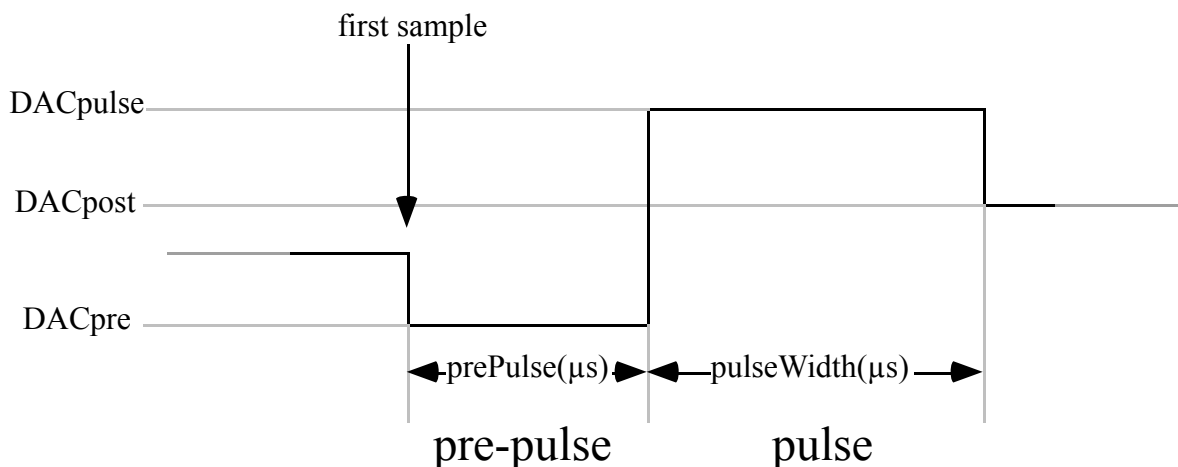 first sample
DACpulse
DACpost
DACpre
prePulse(µs)
pulseWidth(µs)
pre-pulse
pulse